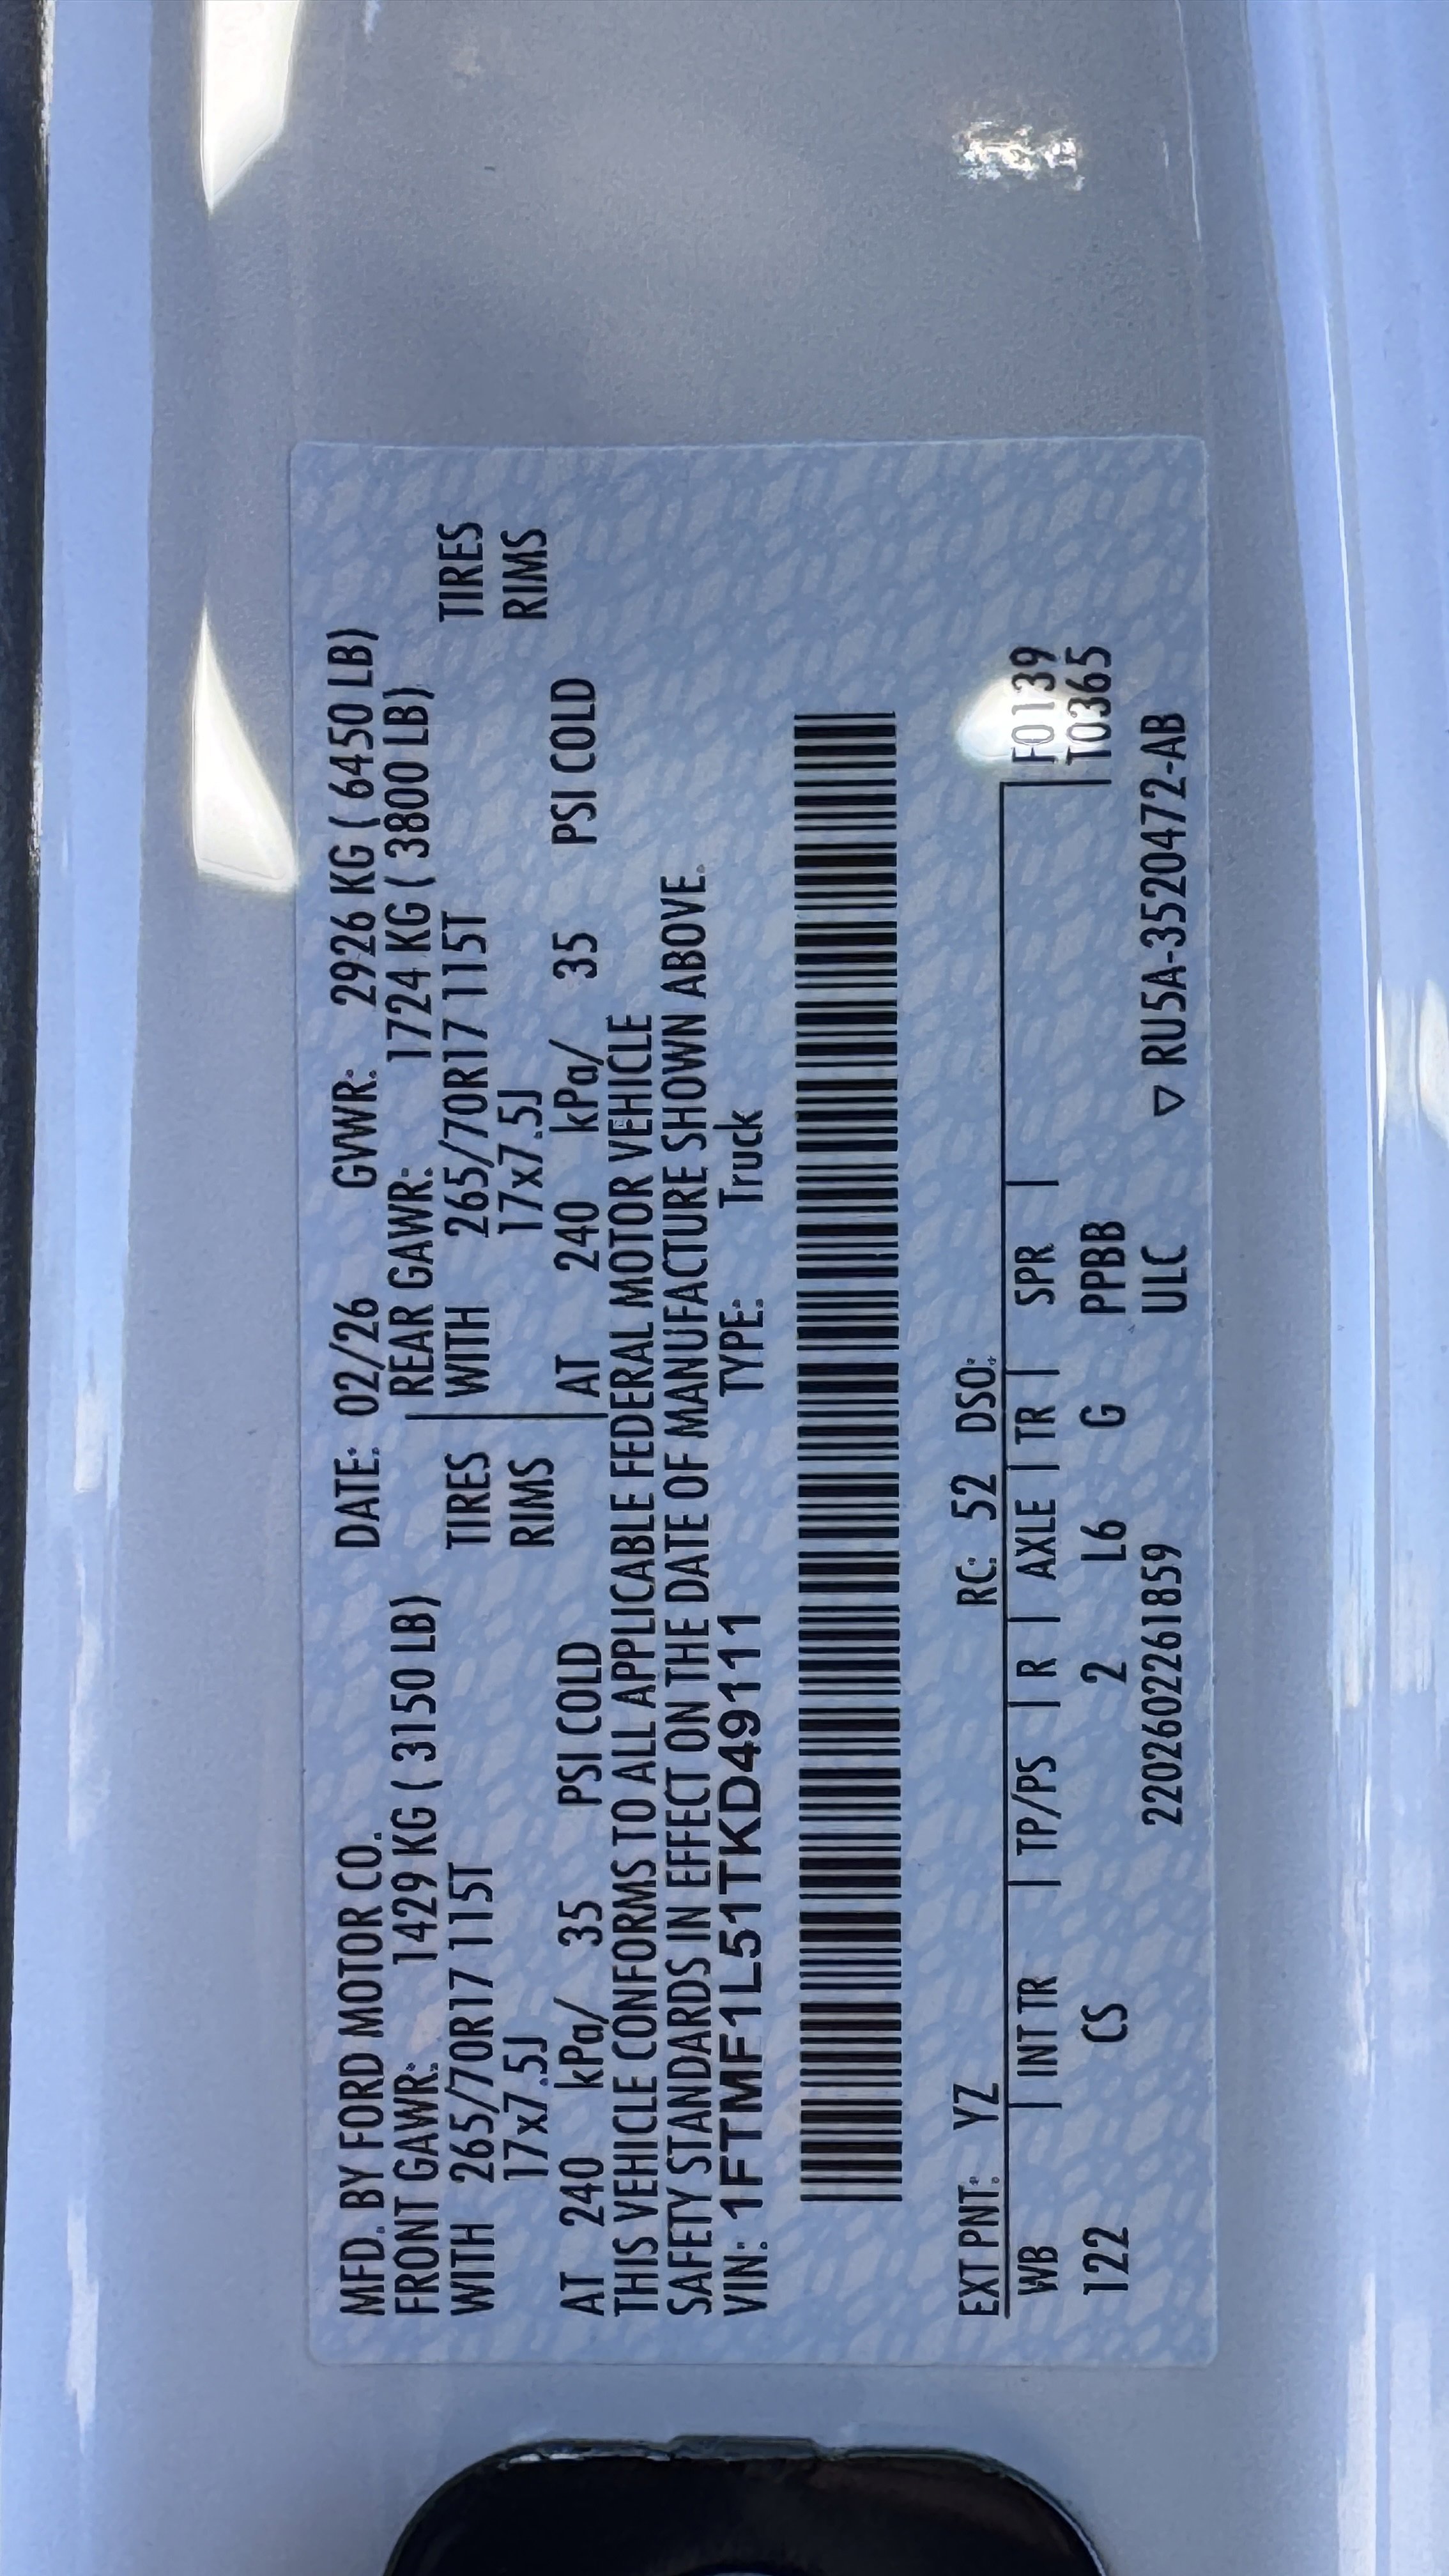 MFD. BY FORD MOTOR CO. DATE: 02/26 GVWR: 2926 KG ( 6450 LB)
FRONT GAWR: 1429 KG ( 3150 LB) REAR GAWR: 1724 KG ( 3800 LB)
WITH 265/70R17 115T TIRES WITH 265/70R17 115T TIRES
17x7.5J RIMS 17x7.5J RIMS
AT 240 kPa/ 35 PSI COLD AT 240 kPa/ 35 PSI COLD
THIS VEHICLE CONFORMS TO ALL APPLICABLE FEDERAL MOTOR VEHICLE
SAFETY STANDARDS IN EFFECT ON THE DATE OF MANUFACTURE SHOWN ABOVE.
VIN: 1FTMF1L51TKD49111 TYPE: Truck
EXT PNT: YZ RC: 52 DSO:
WB | INT TR | TP/PS | R | AXLE | TR | SPR | F0139
122 CS 2 L6 G PPBB T0365
220260226I859 ULC ▽ RU5A-3520472-AB